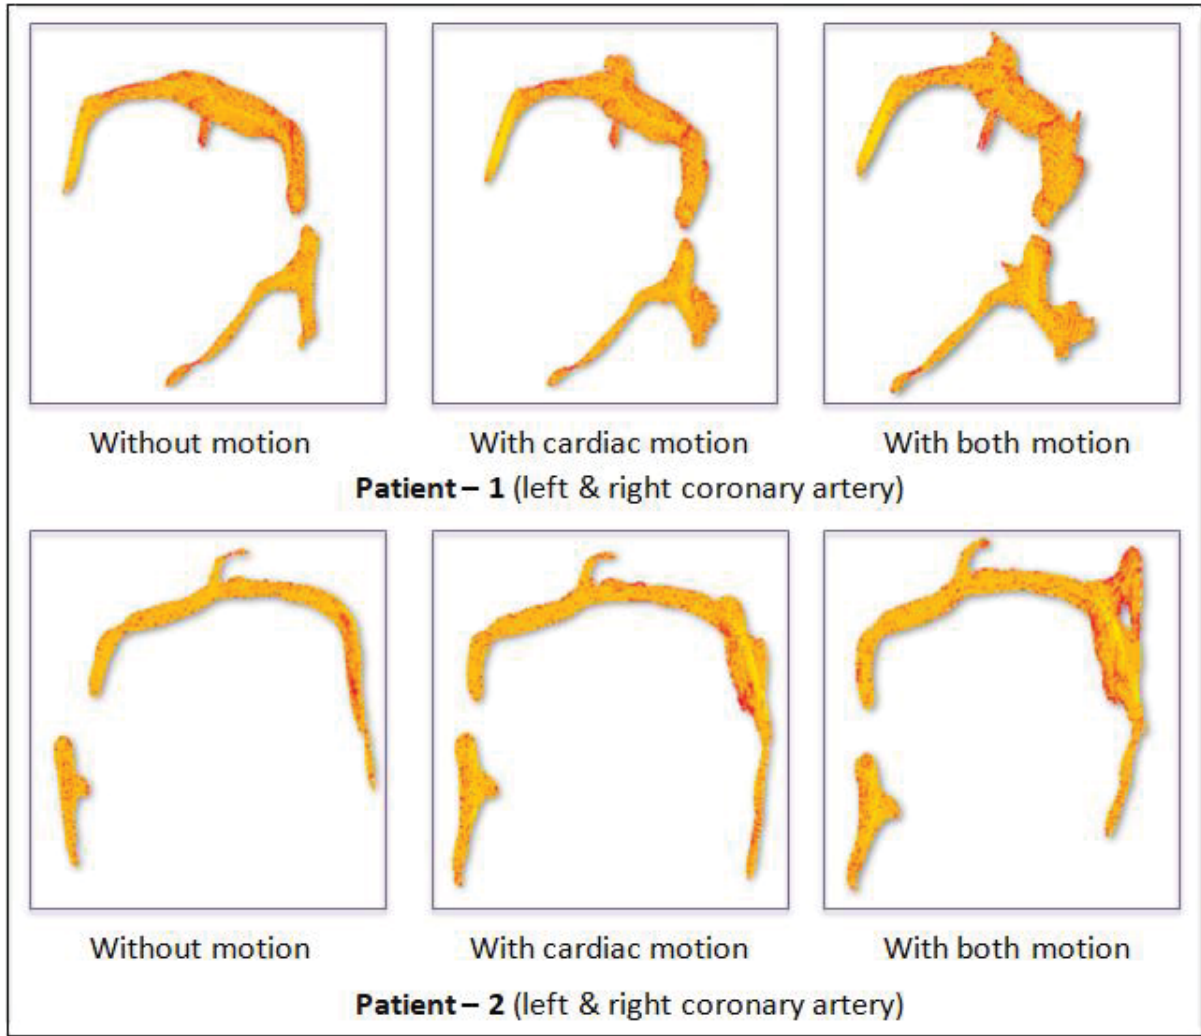 Without motion With cardiac motion With both motion
Patient – 1 (left & right coronary artery)
Without motion With cardiac motion With both motion
Patient – 2 (left & right coronary artery)